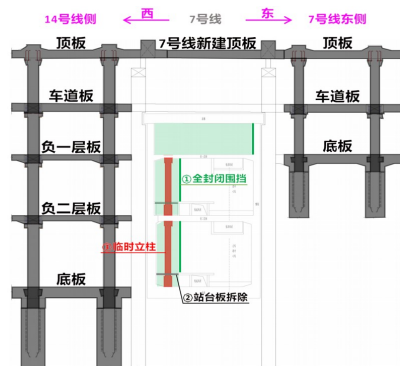 14号线侧 西 7号线 东 7号线东侧
顶板 7号线新建顶板 顶板
车道板 车道板
负一层板 底板
①全封闭围挡
负二层板
临时立柱
底板 ②站台板拆除